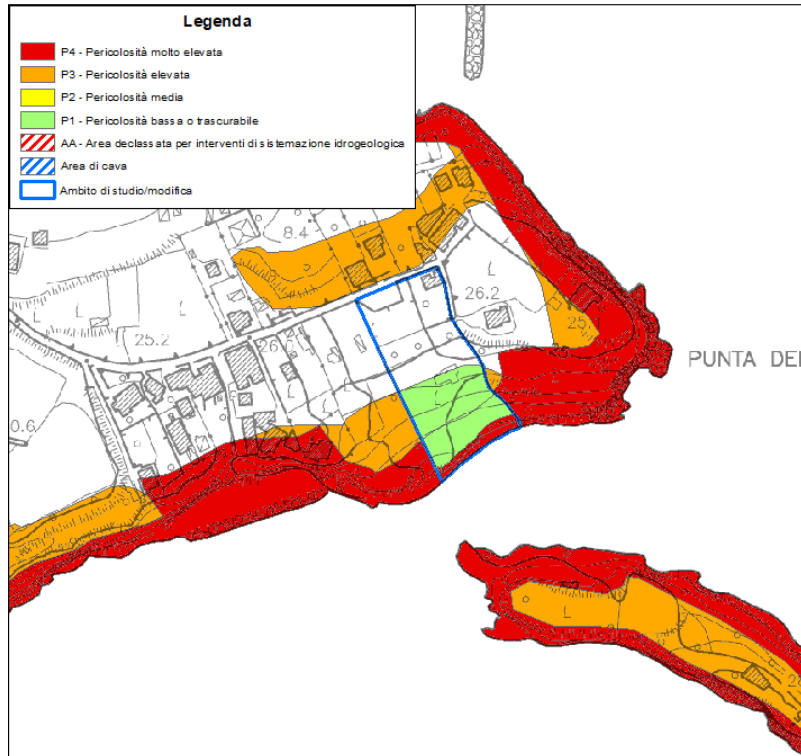 Legenda
P4 - Pericolosità molto elevata
P3 - Pericolosità elevata
P2 - Pericolosità media
P1 - Pericolosità bassa o trascurabile
AA - Area declassata per interventi di sistemazione idrogeologica
Area di cava
Ambito di studio/modifica
8.4
L
26.2
L
L
25.2
26.
25.
PUNTA DEL
L
0.6
L
29